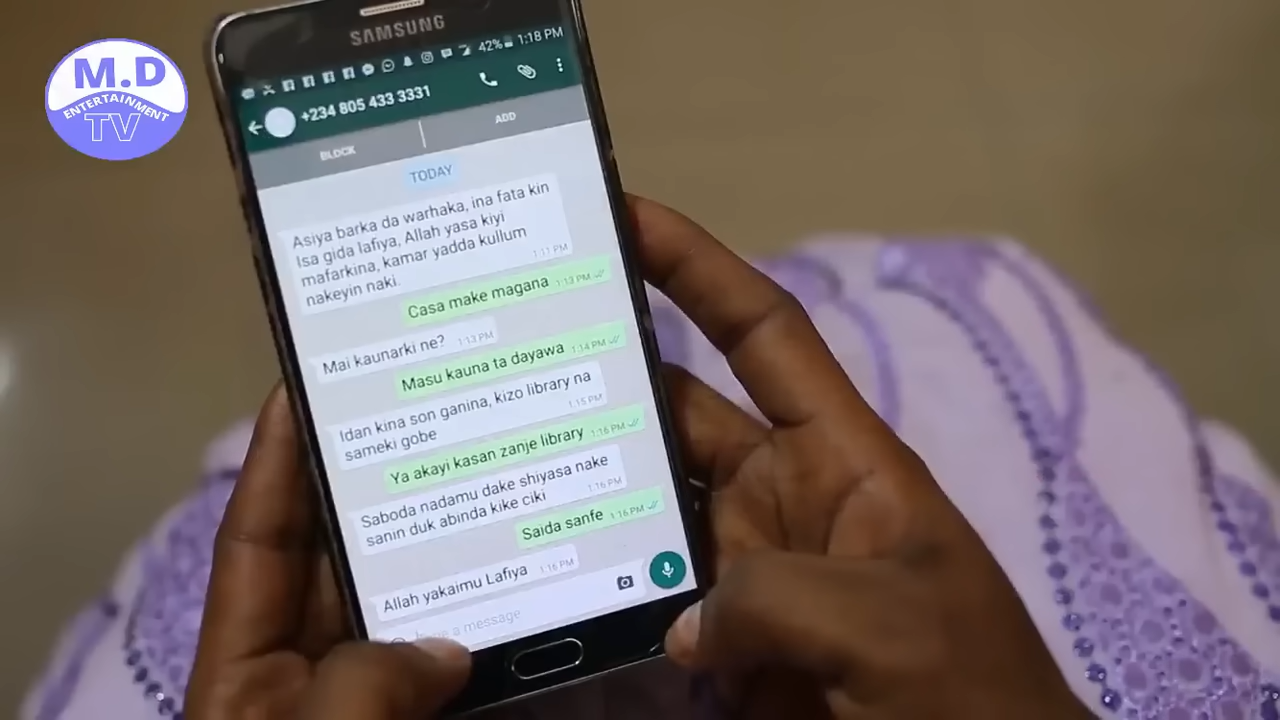 M.D
ENTERTAINMENT
TV
SAMSUNG
42% 1:18 PM
+234 805 433 3331
BLOCK
ADD
TODAY
Asiya barka da warhaka, ina fata kin
Isa gida lafiya, Allah yasa kiyi
mafarkina, kamar yadda kullum
nakeyin naki.
1:11 PM
Casa make magana 1:13 PM
Mai kaunarki ne? 1:13 PM
Masu kauna ta dayawa 1:14 PM
Idan kina son ganina, kizo library na
sameki gobe
1:15 PM
Ya akayi kasan zanje library 1:16 PM
Saboda nadamu dake shiyasa nake
sanin duk abinda kike ciki 1:16 PM
Saida sanfe 1:16 PM
Allah yakaimu Lafiya 1:16 PM
a message